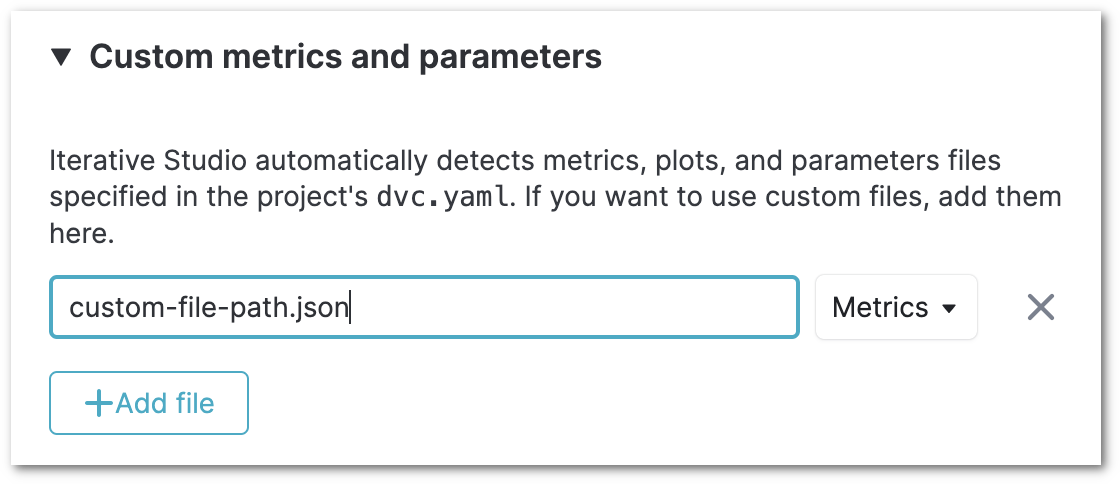 Custom metrics and parameters
Iterative Studio automatically detects metrics, plots, and parameters files
specified in the project's dvc.yaml. If you want to use custom files, add them
here.
custom-file-path.json
Metrics
Add file